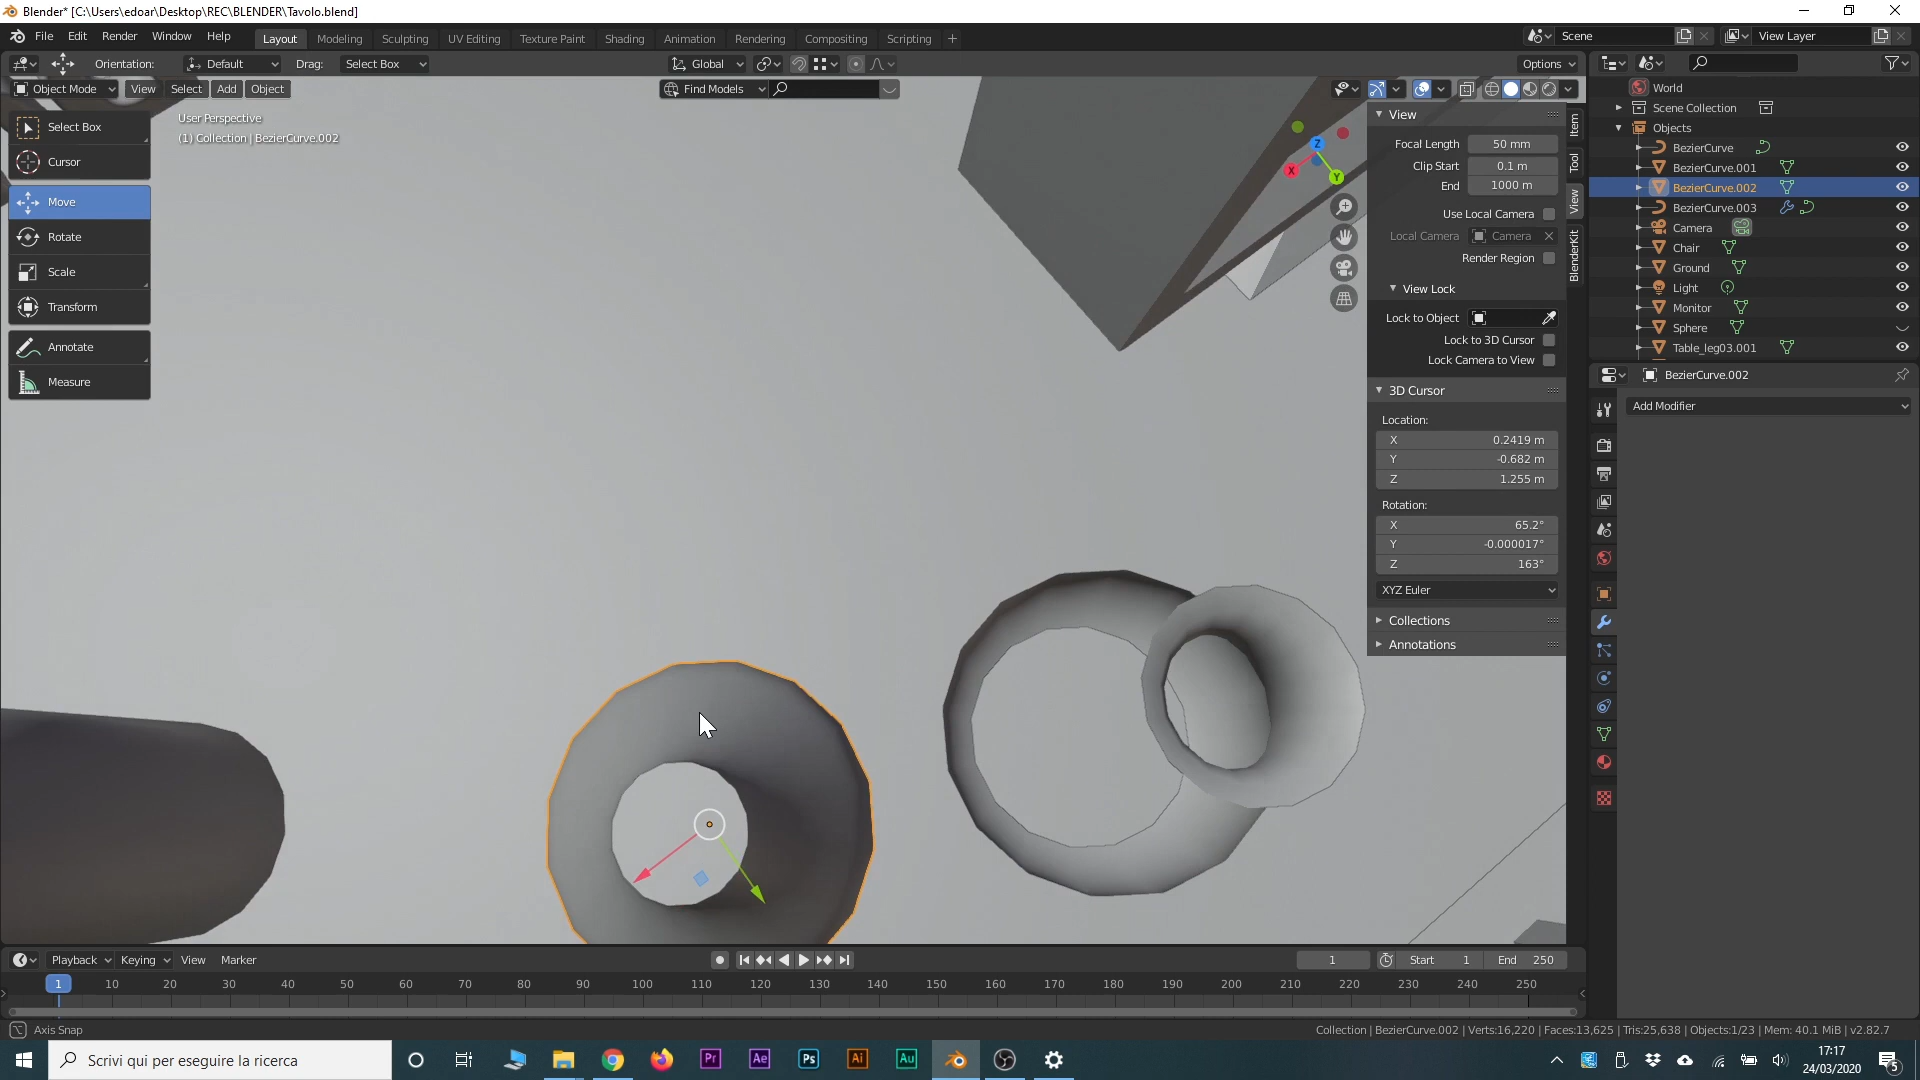 Blender* [C:\Users\edoar\Desktop\REC\BLENDER\Tavolo.blend]
File Edit Render Window Help Layout Modeling Sculpting UV Editing Texture Paint Shading Animation Rendering Compositing Scripting + Scene View Layer
Orientation: Default Drag: Select Box Global Options
Object Mode View Select Add Object Find Models
User Perspective
(1) Collection | BezierCurve.002
Select Box
Cursor
Move
Rotate
Scale
Transform
Annotate
Measure
X
Y
Z
View
Focal Length 50 mm
Clip Start 0.1 m
End 1000 m
Use Local Camera
Local Camera Camera
Render Region
View Lock
Lock to Object
Lock to 3D Cursor
Lock Camera to View
3D Cursor
Location:
X 0.2419 m
Y -0.682 m
Z 1.255 m
Rotation:
X 65.2°
Y -0.000017°
Z 163°
XYZ Euler
Collections
Annotations
Item
Tool
View
BlenderKit
World
Scene Collection
Objects
BezierCurve
BezierCurve.001
BezierCurve.002
BezierCurve.003
Camera
Chair
Ground
Light
Monitor
Sphere
Table_leg03.001
BezierCurve.002
Add Modifier
Playback Keying View Marker 1 Start 1 End 250
1 10 20 30 40 50 60 70 80 90 100 110 120 130 140 150 160 170 180 190 200 210 220 230 240 250
Axis Snap
Collection | BezierCurve.002 | Verts:16,220 | Faces:13,625 | Tris:25,638 | Objects:1/23 | Mem: 40.1 MiB | v2.82.7
Scrivi qui per eseguire la ricerca
Pr Ae Ps Ai Au
17:17
24/03/2020
5